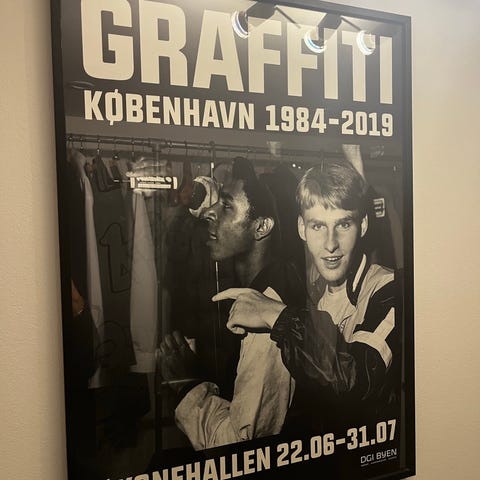 GRAFFITI
KØBENHAVN 1984-2019
22.06-31.07
DGI BYEN